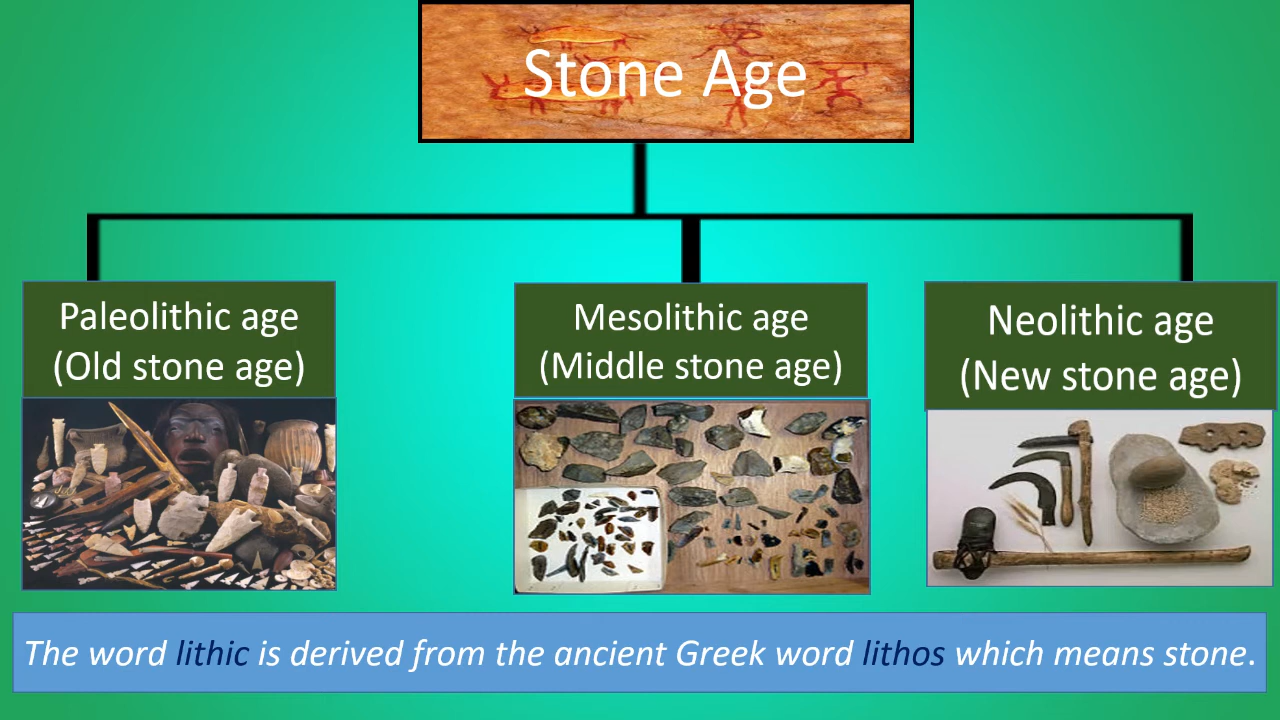 Stone Age
Paleolithic age
(Old stone age)
Mesolithic age
(Middle stone age)
Neolithic age
(New stone age)
The word lithic is derived from the ancient Greek word lithos which means stone.